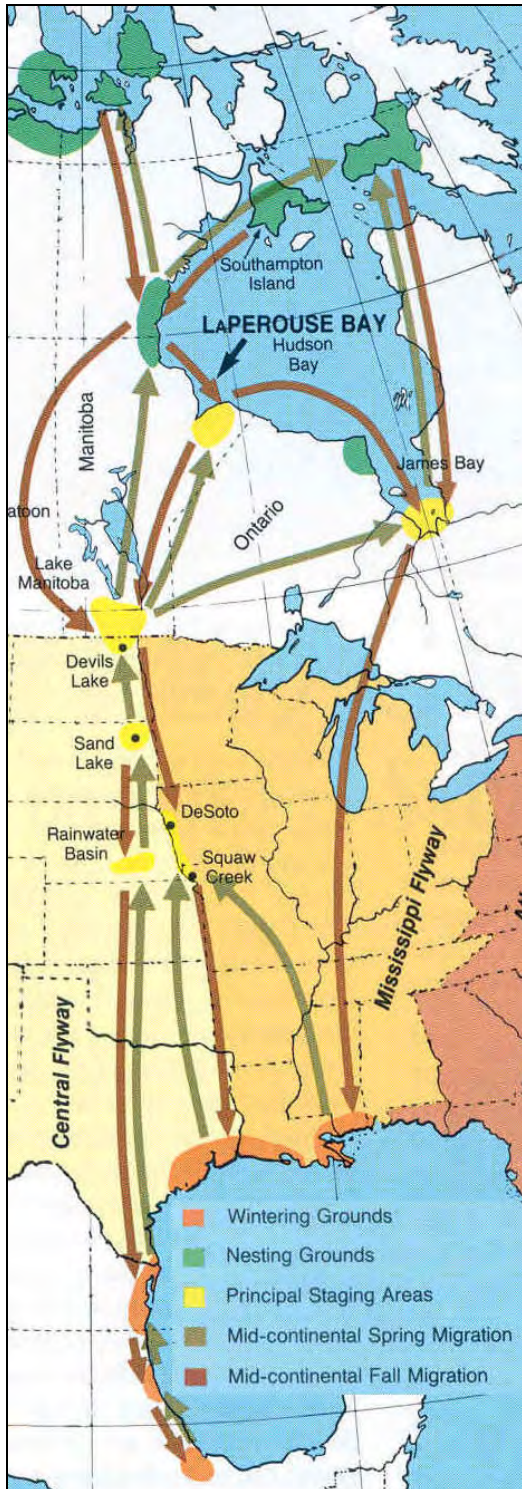 Southampton
Island
LAPEROUSE BAY
Hudson
Bay
Manitoba
James Bay
Ontario
atoon
Lake
Manitoba
Devils
Lake
Sand
Lake
DeSoto
Rainwater
Basin
Squaw
Creek
Mississippi Flyway
Central Flyway
Wintering Grounds
Nesting Grounds
Principal Staging Areas
Mid-continental Spring Migration
Mid-continental Fall Migration